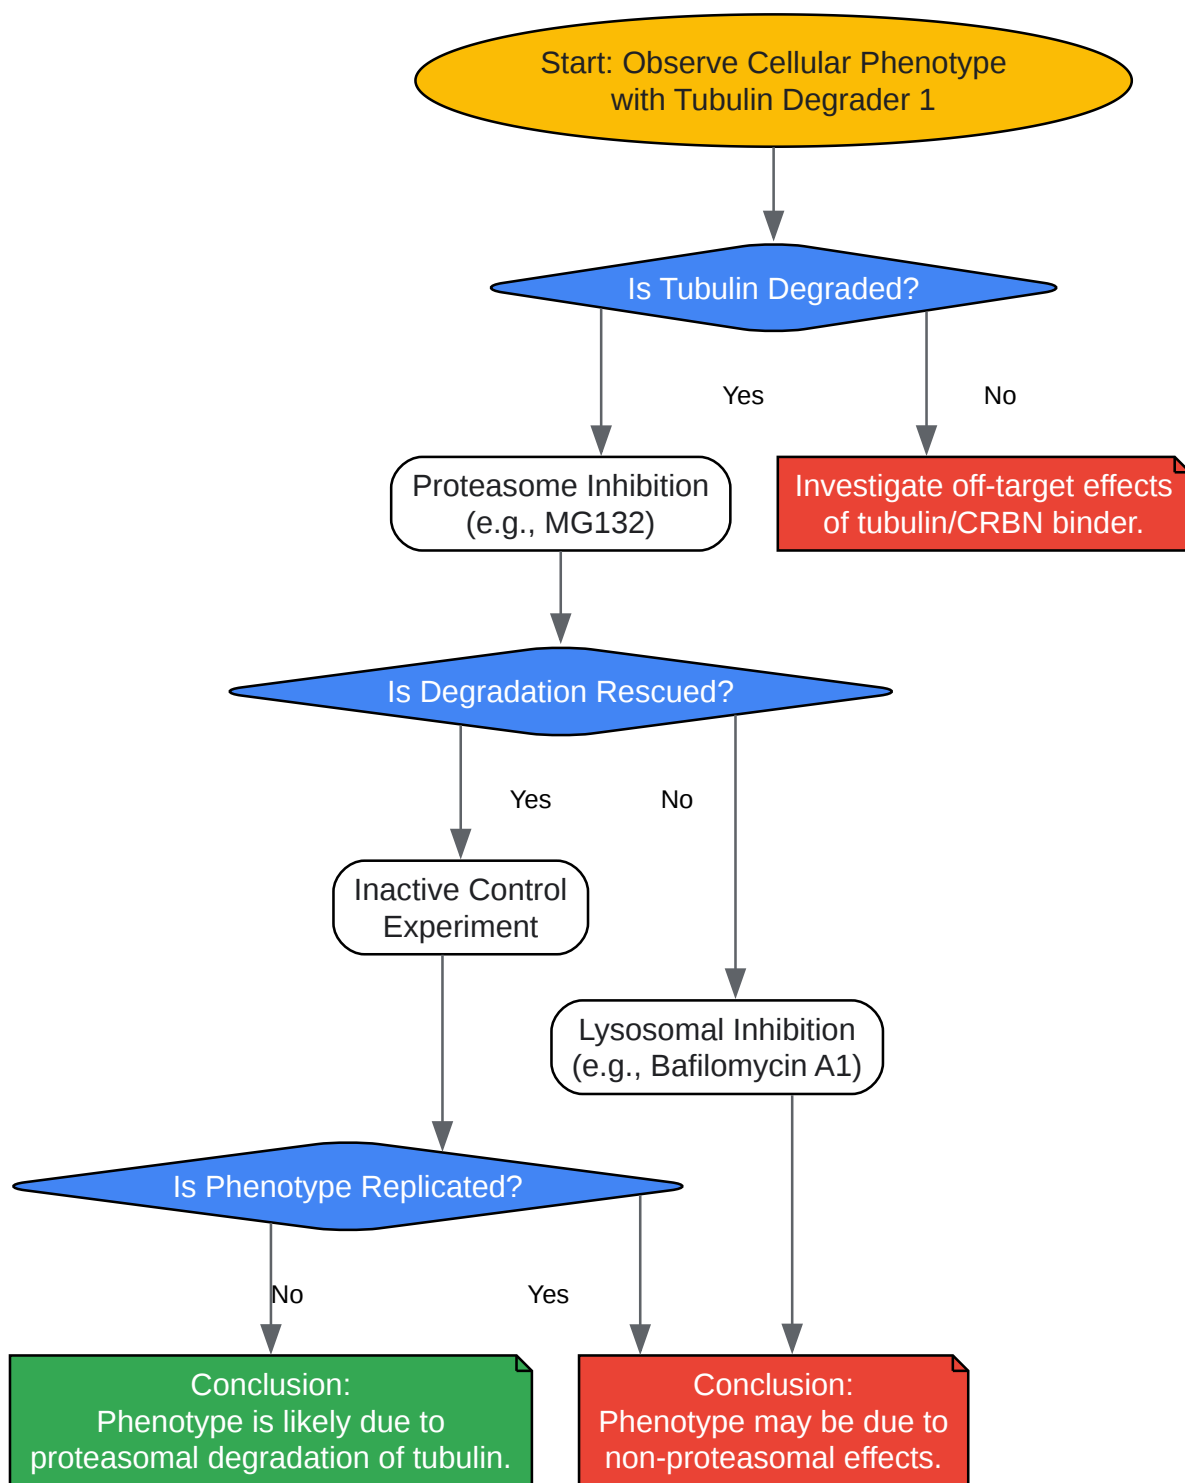 Start: Observe Cellular Phenotype
with Tubulin Degrader 1
Is Tubulin Degraded?
Yes
No
Proteasome Inhibition
(e.g., MG132)
Investigate off-target effects
of tubulin/CRBN binder.
Is Degradation Rescued?
Yes
No
Inactive Control
Experiment
Lysosomal Inhibition
(e.g., Bafilomycin A1)
Is Phenotype Replicated?
No
Yes
Conclusion:
Phenotype is likely due to
proteasomal degradation of tubulin.
Conclusion:
Phenotype may be due to
non-proteasomal effects.